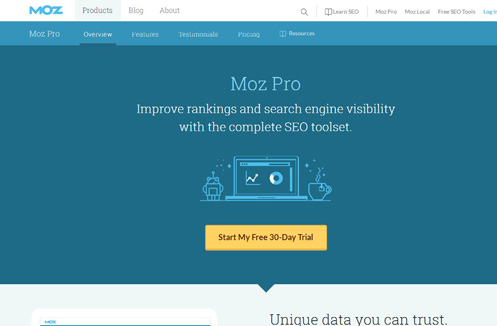 MOZ Products Blog About Learn SEO Moz Pro Moz Local Free SEO Tools Log in
Moz Pro Overview Features Testimonials Pricing Resources
Moz Pro
Improve rankings and search engine visibility
with the complete SEO toolset.
Start My Free 30-Day Trial
MOZ
Unique data you can trust.